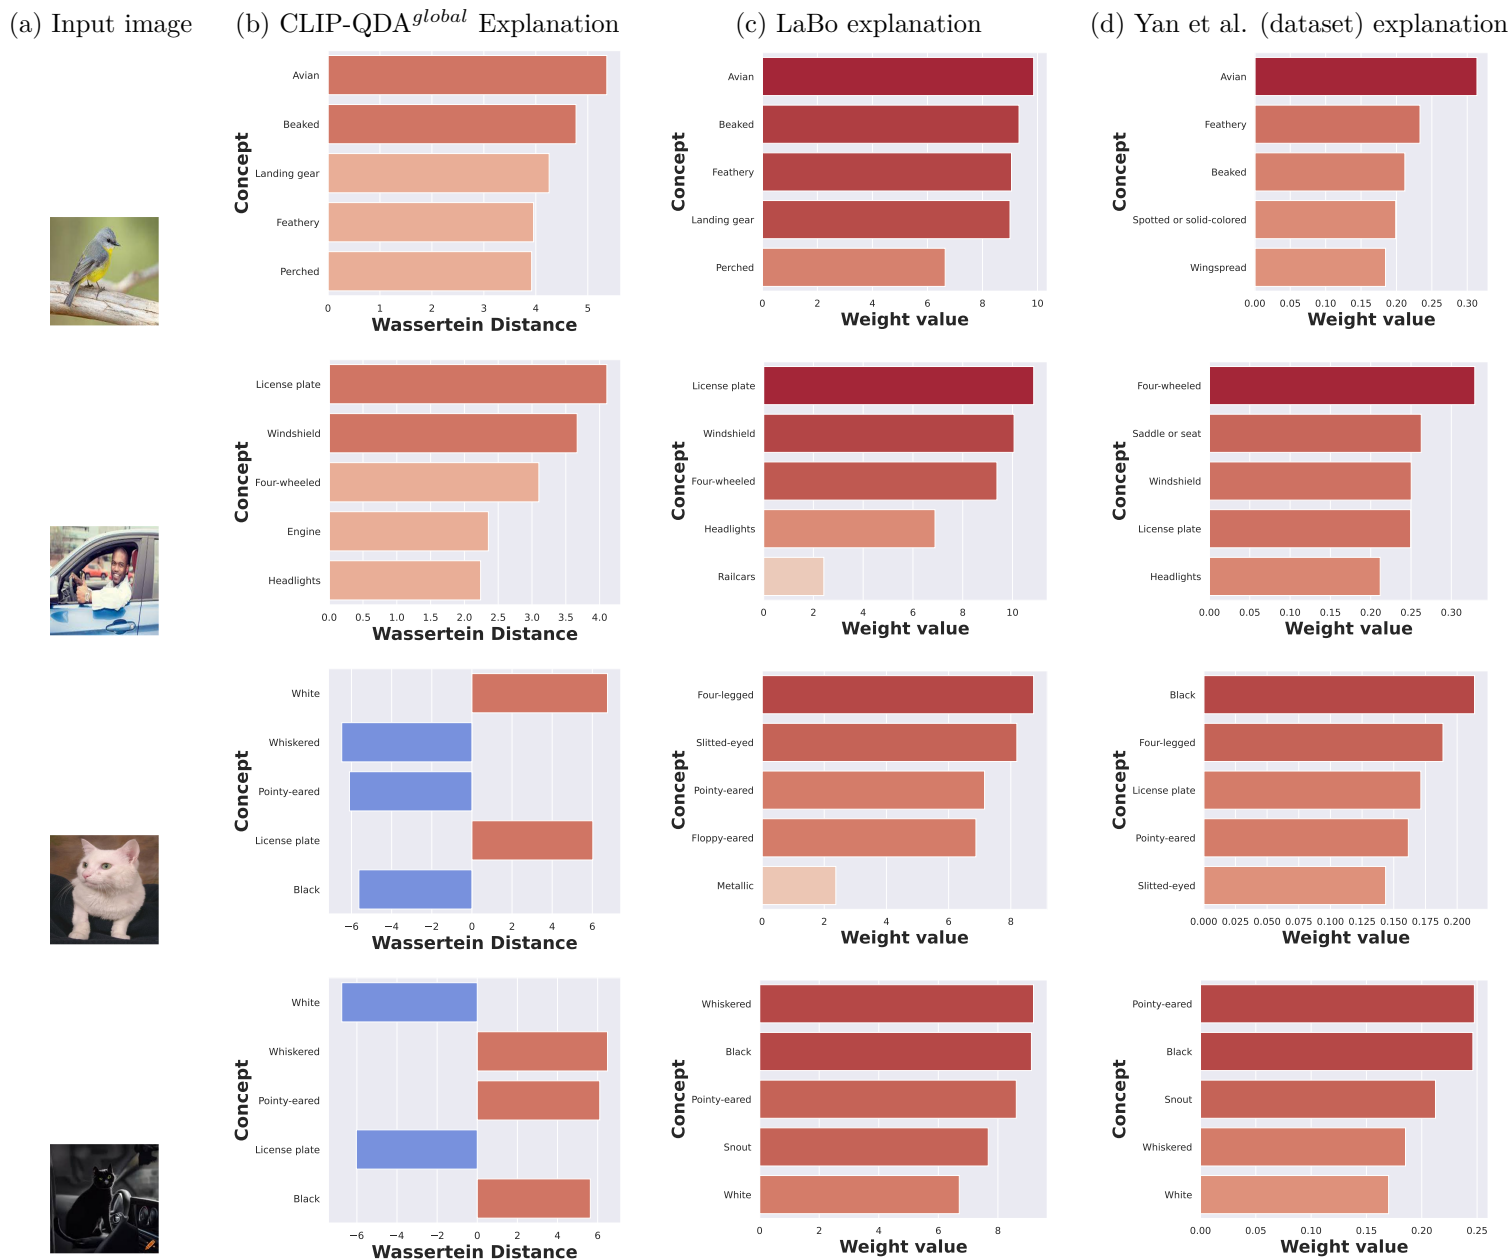 (a) Input image
(b) CLIP-QDA^global Explanation
(c) LaBo explanation
(d) Yan et al. (dataset) explanation
Concept
Avian
Beaked
Landing gear
Feathery
Perched
0 1 2 3 4 5
Wassertein Distance
Concept
Avian
Beaked
Feathery
Landing gear
Perched
0 2 4 6 8 10
Weight value
Concept
Avian
Feathery
Beaked
Spotted or solid-colored
Wingspread
0.00 0.05 0.10 0.15 0.20 0.25 0.30
Weight value
Concept
License plate
Windshield
Four-wheeled
Engine
Headlights
0.0 0.5 1.0 1.5 2.0 2.5 3.0 3.5 4.0
Wassertein Distance
Concept
License plate
Windshield
Four-wheeled
Headlights
Railcars
0 2 4 6 8 10
Weight value
Concept
Four-wheeled
Saddle or seat
Windshield
License plate
Headlights
0.00 0.05 0.10 0.15 0.20 0.25 0.30
Weight value
Concept
White
Whiskered
Pointy-eared
License plate
Black
−6 −4 −2 0 2 4 6
Wassertein Distance
Concept
Four-legged
Slitted-eyed
Pointy-eared
Floppy-eared
Metallic
0 2 4 6 8
Weight value
Concept
Black
Four-legged
License plate
Pointy-eared
Slitted-eyed
0.000 0.025 0.050 0.075 0.100 0.125 0.150 0.175 0.200
Weight value
Concept
White
Whiskered
Pointy-eared
License plate
Black
−6 −4 −2 0 2 4 6
Wassertein Distance
Concept
Whiskered
Black
Pointy-eared
Snout
White
0 2 4 6 8
Weight value
Concept
Pointy-eared
Black
Snout
Whiskered
White
0.00 0.05 0.10 0.15 0.20 0.25
Weight value